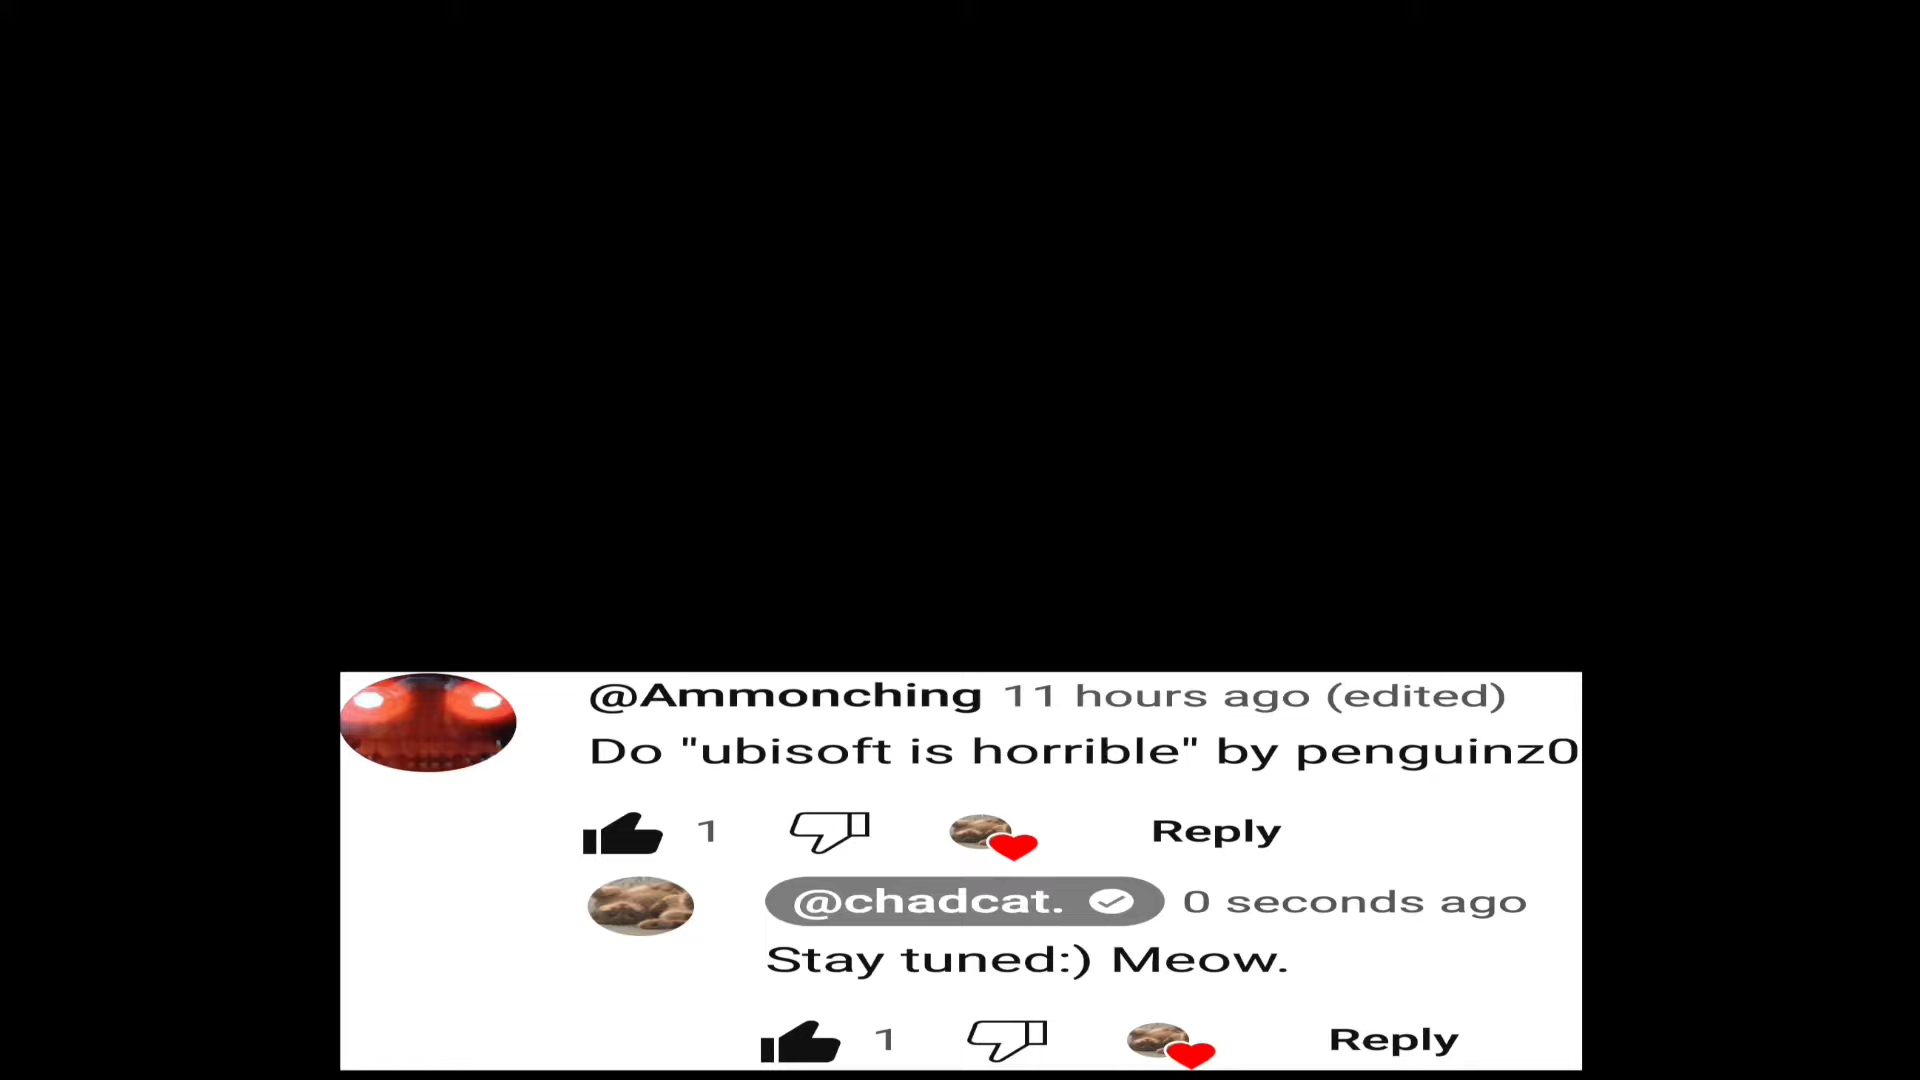 @Ammonching 11 hours ago (edited)
Do "ubisoft is horrible" by penguinz0
1 Reply
@chadcat. 0 seconds ago
Stay tuned:) Meow.
1 Reply